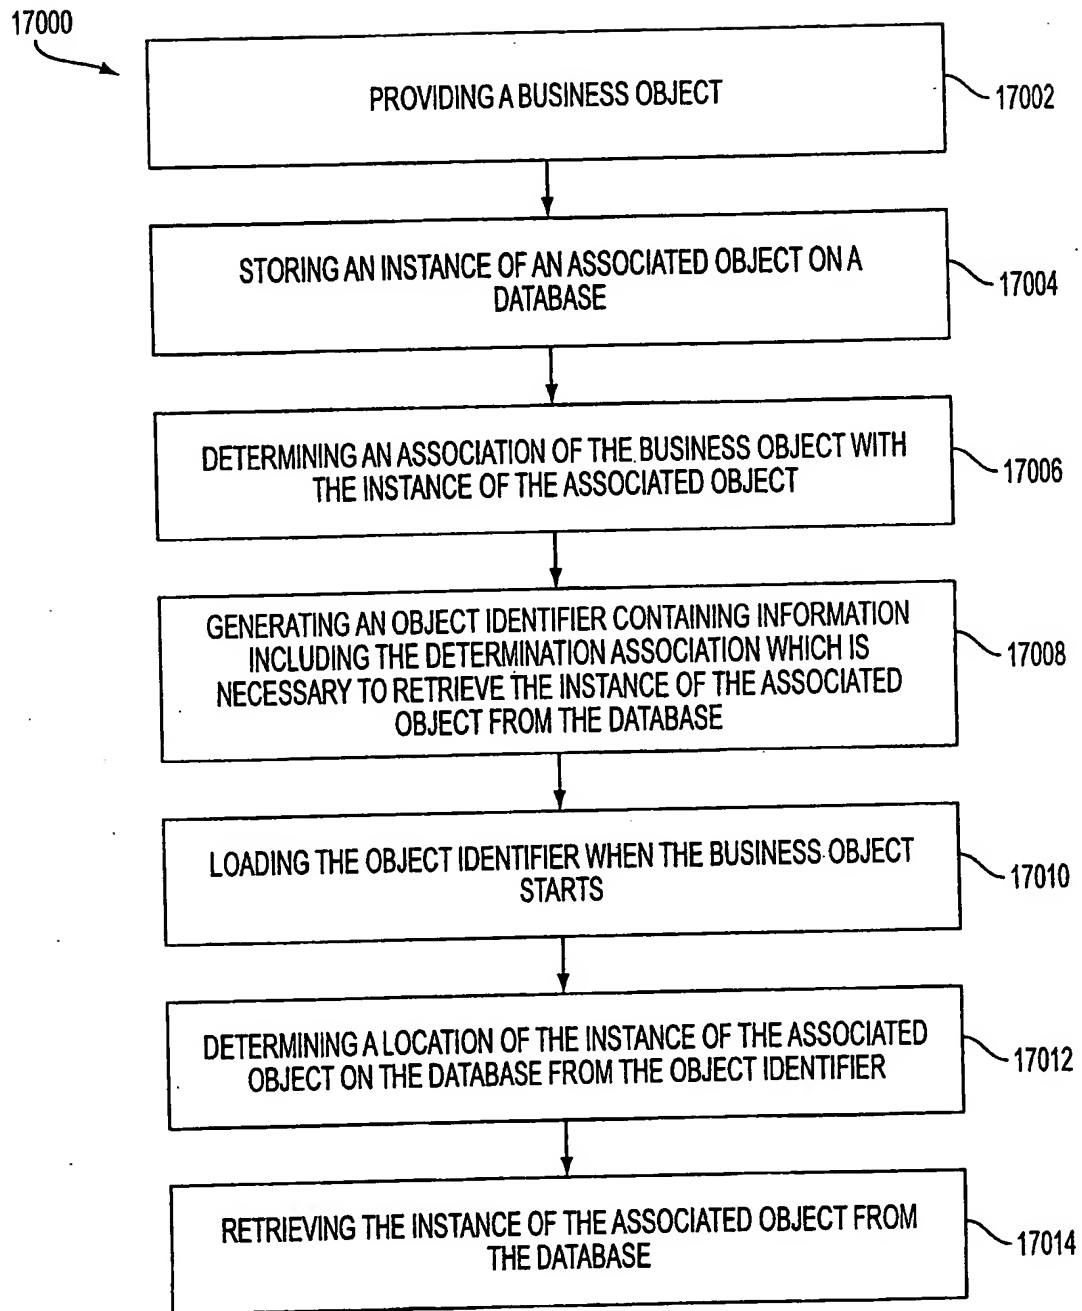 17000
PROVIDING A BUSINESS OBJECT
17002
STORING AN INSTANCE OF AN ASSOCIATED OBJECT ON A
DATABASE
17004
DETERMINING AN ASSOCIATION OF THE BUSINESS OBJECT WITH
THE INSTANCE OF THE ASSOCIATED OBJECT
17006
GENERATING AN OBJECT IDENTIFIER CONTAINING INFORMATION
INCLUDING THE DETERMINATION ASSOCIATION WHICH IS
NECESSARY TO RETRIEVE THE INSTANCE OF THE ASSOCIATED
OBJECT FROM THE DATABASE
17008
LOADING THE OBJECT IDENTIFIER WHEN THE BUSINESS OBJECT
STARTS
17010
DETERMINING A LOCATION OF THE INSTANCE OF THE ASSOCIATED
OBJECT ON THE DATABASE FROM THE OBJECT IDENTIFIER
17012
RETRIEVING THE INSTANCE OF THE ASSOCIATED OBJECT FROM
THE DATABASE
17014